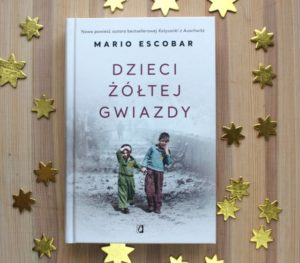 Nowa powieść autora bestsellerowej Kołysanki z Auschwitz
MARIO ESCOBAR
DZIECI
ŻÓŁTEJ
GWIAZDY